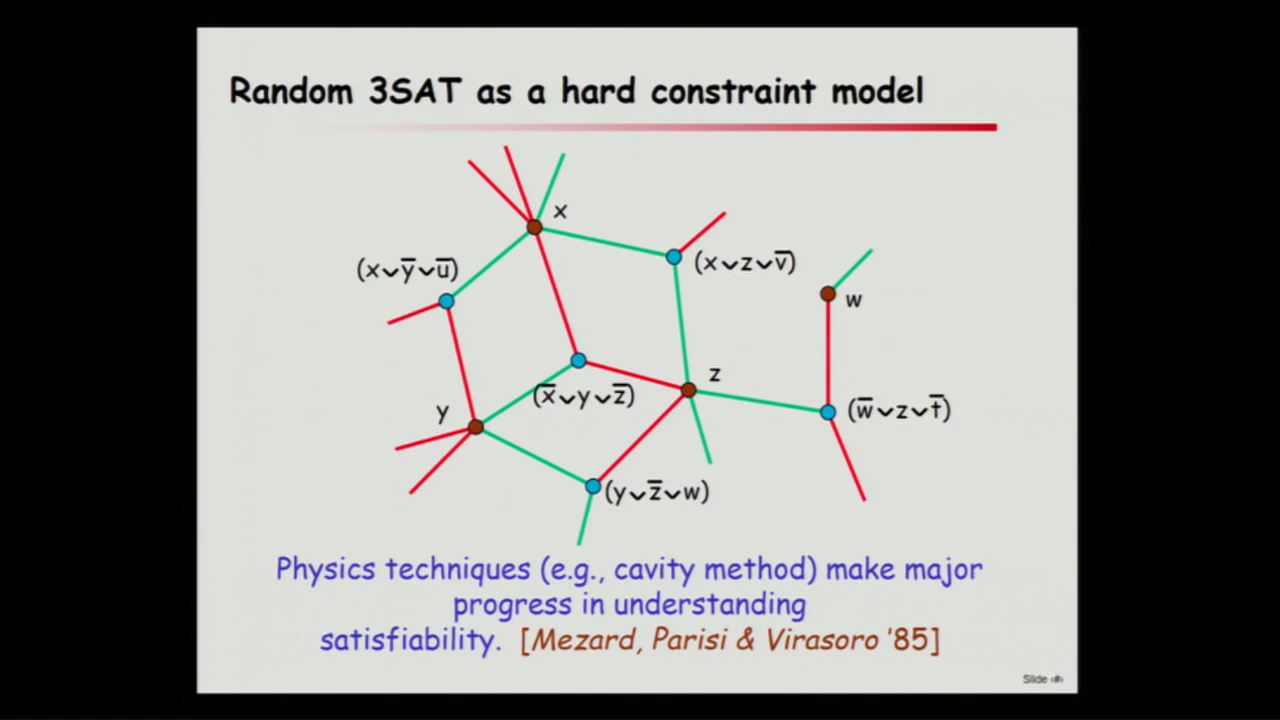 Random 3SAT as a hard constraint model
x
(x∨y̅∨u̅)
(x∨z∨v̅)
w
z
(x̅∨y∨z̅)
y
(w̅∨z∨t̅)
(y∨z̅∨w)
Physics techniques (e.g., cavity method) make major
progress in understanding
satisfiability. [Mezard, Parisi & Virasoro '85]
Slide ‹#›